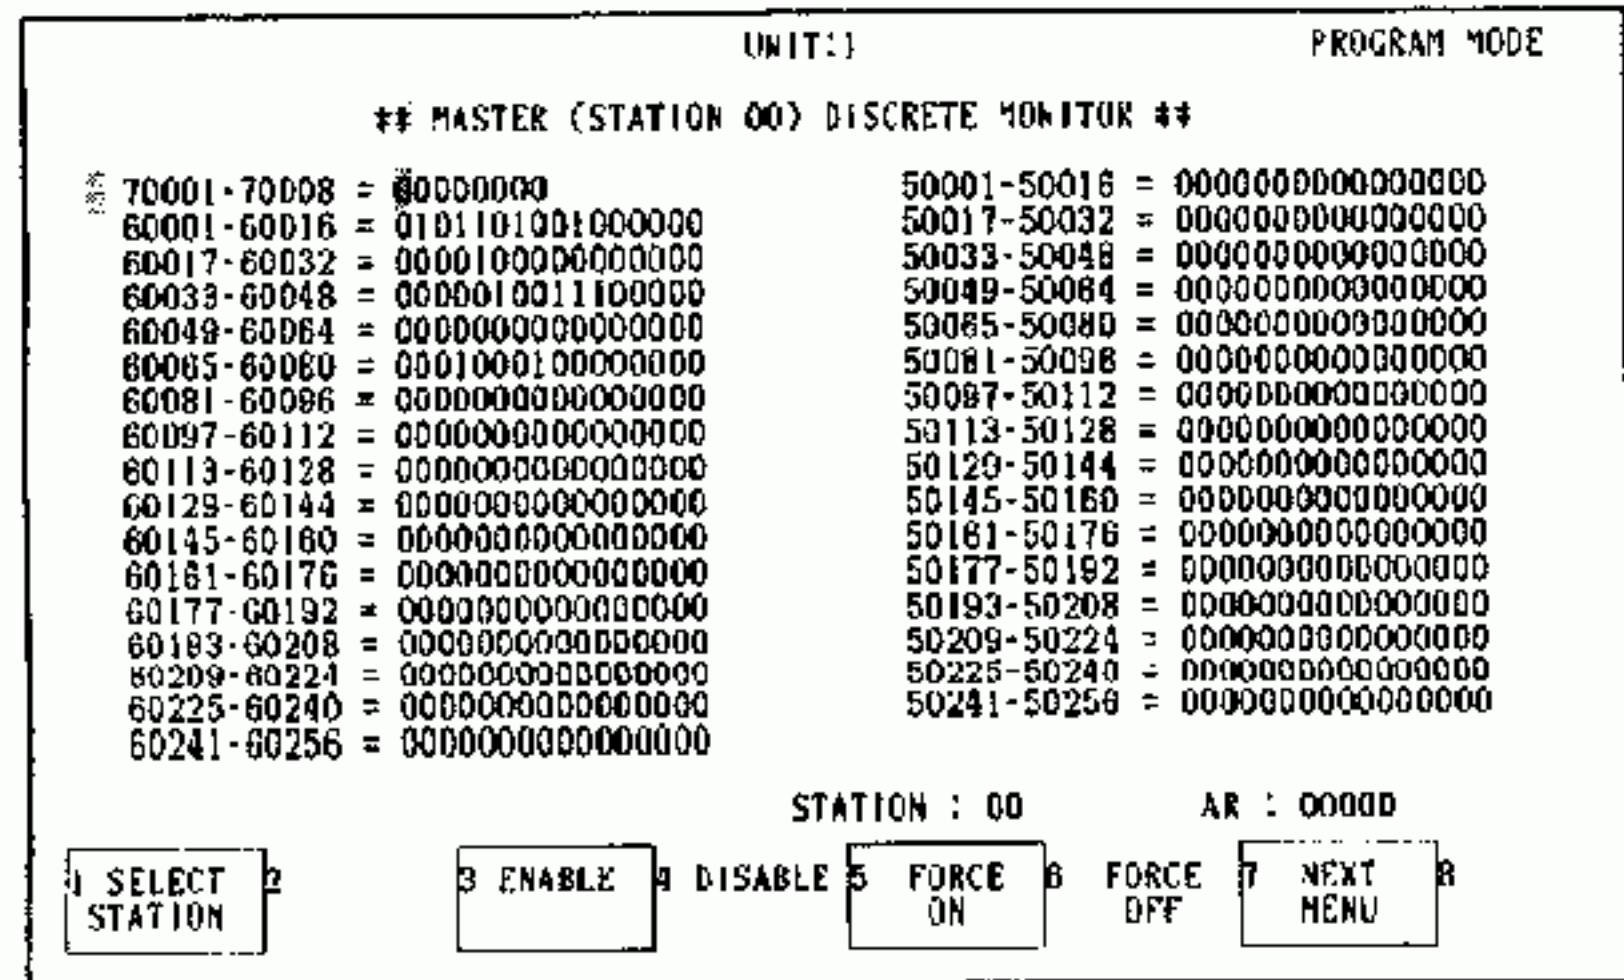 UNIT:1 PROGRAM MODE
** MASTER (STATION 00) DISCRETE MONITOR **
70001-70008 = 00000000 50001-50016 = 0000000000000000
60001-60016 = 0101101001000000 50017-50032 = 0000000000000000
60017-60032 = 0000100000000000 50033-50048 = 0000000000000000
60033-60048 = 0000010011100000 50049-50064 = 0000000000000000
60049-60064 = 0000000000000000 50065-50080 = 0000000000000000
60065-60080 = 0001000100000000 50081-50096 = 0000000000000000
60081-60096 = 0000000000000000 50097-50112 = 0000000000000000
60097-60112 = 0000000000000000 50113-50128 = 0000000000000000
60113-60128 = 0000000000000000 50129-50144 = 0000000000000000
60129-60144 = 0000000000000000 50145-50160 = 0000000000000000
60145-60160 = 0000000000000000 50161-50176 = 0000000000000000
60161-60176 = 0000000000000000 50177-50192 = 0000000000000000
60177-60192 = 0000000000000000 50193-50208 = 0000000000000000
60193-60208 = 0000000000000000 50209-50224 = 0000000000000000
60209-60224 = 0000000000000000 50225-50240 = 0000000000000000
60225-60240 = 0000000000000000 50241-50256 = 0000000000000000
60241-60256 = 0000000000000000
STATION : 00 AR : 00000
1 SELECT 2 3 ENABLE 4 DISABLE 5 FORCE 6 FORCE 7 NEXT 8
STATION ON OFF MENU